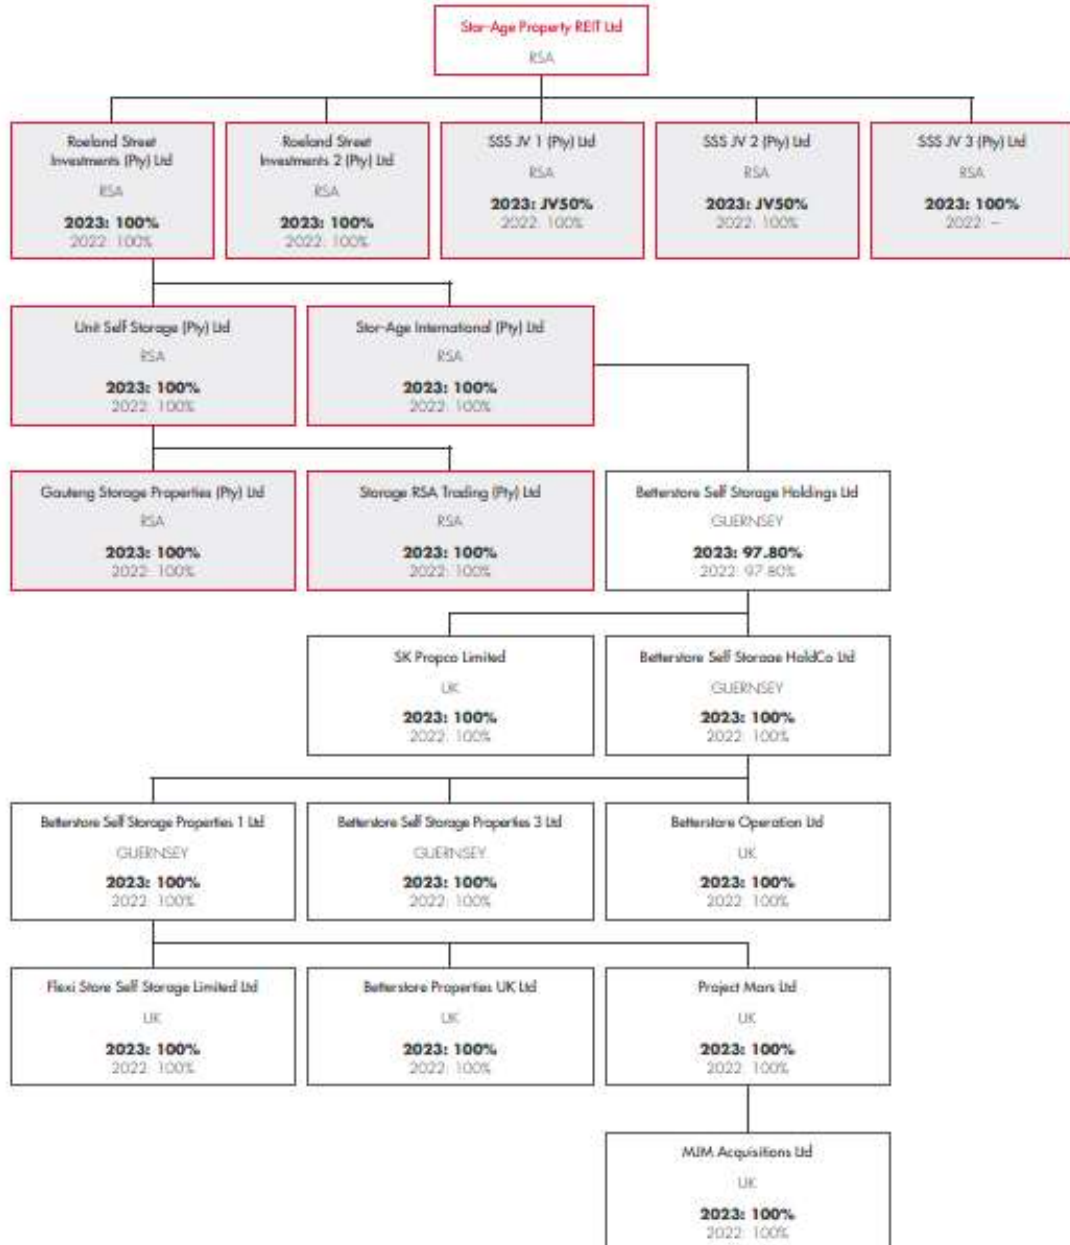 Stor-Age Property REIT Ltd
RSA
Roeland Street
Investments (Pty) Ltd
RSA
2023: 100%
2022: 100%
Roeland Street
Investments 2 (Pty) Ltd
RSA
2023: 100%
2022: 100%
SSS JV 1 (Pty) Ltd
RSA
2023: JV50%
2022: 100%
SSS JV 2 (Pty) Ltd
RSA
2023: JV50%
2022: 100%
SSS JV 3 (Pty) Ltd
RSA
2023: 100%
2022: –
Unit Self Storage (Pty) Ltd
RSA
2023: 100%
2022: 100%
Stor-Age International (Pty) Ltd
RSA
2023: 100%
2022: 100%
Gauteng Storage Properties (Pty) Ltd
RSA
2023: 100%
2022: 100%
Storage RSA Trading (Pty) Ltd
RSA
2023: 100%
2022: 100%
Betterstore Self Storage Holdings Ltd
GUERNSEY
2023: 97.80%
2022: 97.80%
SK Propco Limited
UK
2023: 100%
2022: 100%
Betterstore Self Storage HoldCo Ltd
GUERNSEY
2023: 100%
2022: 100%
Betterstore Self Storage Properties 1 Ltd
GUERNSEY
2023: 100%
2022: 100%
Betterstore Self Storage Properties 3 Ltd
GUERNSEY
2023: 100%
2022: 100%
Betterstore Operation Ltd
UK
2023: 100%
2022: 100%
Flexi Store Self Storage Limited Ltd
UK
2023: 100%
2022: 100%
Betterstore Properties UK Ltd
UK
2023: 100%
2022: 100%
Project Mars Ltd
UK
2023: 100%
2022: 100%
MJM Acquisitions Ltd
UK
2023: 100%
2022: 100%